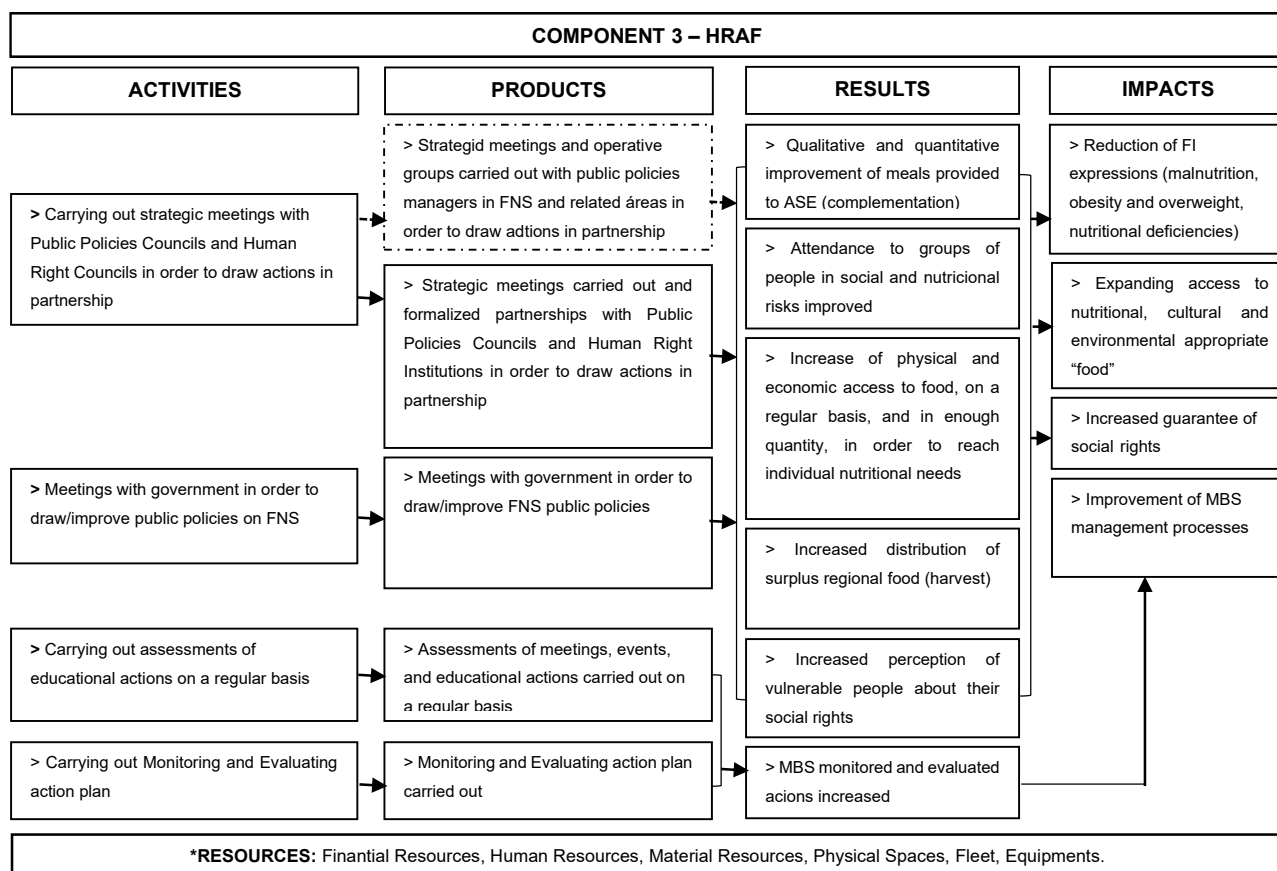 COMPONENT 3 – HRAF
ACTIVITIES
PRODUCTS
RESULTS
IMPACTS
> Carrying out strategic meetings with
Public Policies Councils and Human
Right Councils in order to draw actions in
partnership
> Meetings with government in order to
draw/improve public policies on FNS
> Carrying out assessments of
educational actions on a regular basis
> Carrying out Monitoring and Evaluating
action plan
> Strategid meetings and operative
groups carried out with public policies
managers in FNS and related áreas in
order to draw adtions in partnership
> Strategic meetings carried out and
formalized partnerships with Public
Policies Councils and Human Right
Institutions in order to draw actions in
partnership
> Meetings with government in order to
draw/improve FNS public policies
> Assessments of meetings, events,
and educational actions carried out on
a regular basis
> Monitoring and Evaluating action plan
carried out
> Qualitative and quantitative
improvement of meals provided
to ASE (complementation)
> Attendance to groups of
people in social and nutricional
risks improved
> Increase of physical and
economic access to food, on a
regular basis, and in enough
quantity, in order to reach
individual nutritional needs
> Increased distribution of
surplus regional food (harvest)
> Increased perception of
vulnerable people about their
social rights
> MBS monitored and evaluated
acions increased
> Reduction of FI
expressions (malnutrition,
obesity and overweight,
nutritional deficiencies)
> Expanding access to
nutritional, cultural and
environmental appropriate
“food”
> Increased guarantee of
social rights
> Improvement of MBS
management processes
*RESOURCES: Finantial Resources, Human Resources, Material Resources, Physical Spaces, Fleet, Equipments.